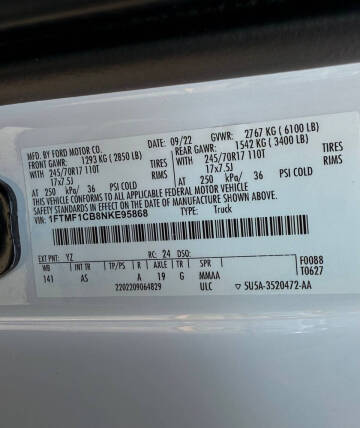 MFD. BY FORD MOTOR CO. DATE: 09/22 GVWR: 2767 KG ( 6100 LB)
FRONT GAWR: 1293 KG ( 2850 LB) REAR GAWR: 1542 KG ( 3400 LB)
245/70R17 110T TIRES 245/70R17 110T TIRES
17x7.5J RIMS 17x7.5J RIMS
AT 250 kPa/ 36 PSI COLD AT 250 kPa/ 36 PSI COLD
THIS VEHICLE CONFORMS TO ALL APPLICABLE FEDERAL MOTOR VEHICLE
SAFETY STANDARDS IN EFFECT ON THE DATE OF MANUFACTURE SHOWN ABOVE.
VIN: 1FTMF1CB8NKE95868 TYPE: Truck
F0088
T0627
EXT PNT: YZ RC: 24 DSO:
WB INT TR TP/PS R AXLE TR SPR
141 AS A 19 G MMAA
2202209064829 ULC ▽ 5U5A-3520472-AA